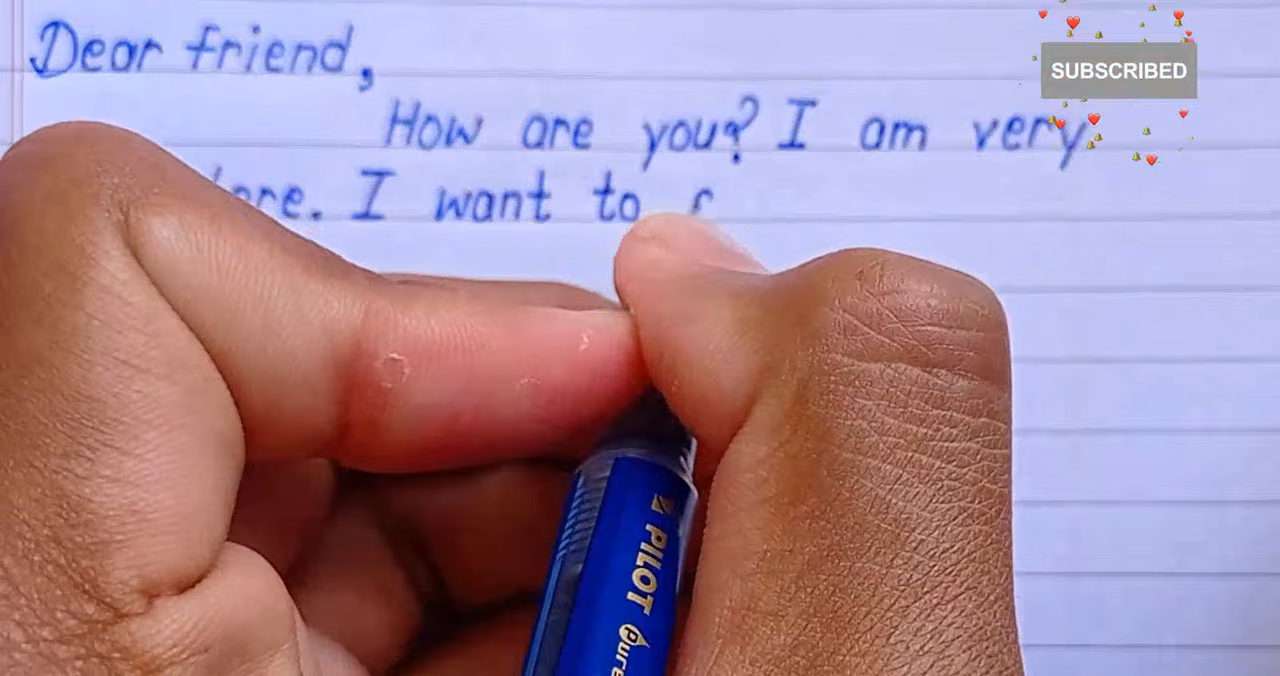 Dear friend,
SUBSCRIBED
How are you? I am very
I want to
PILOT